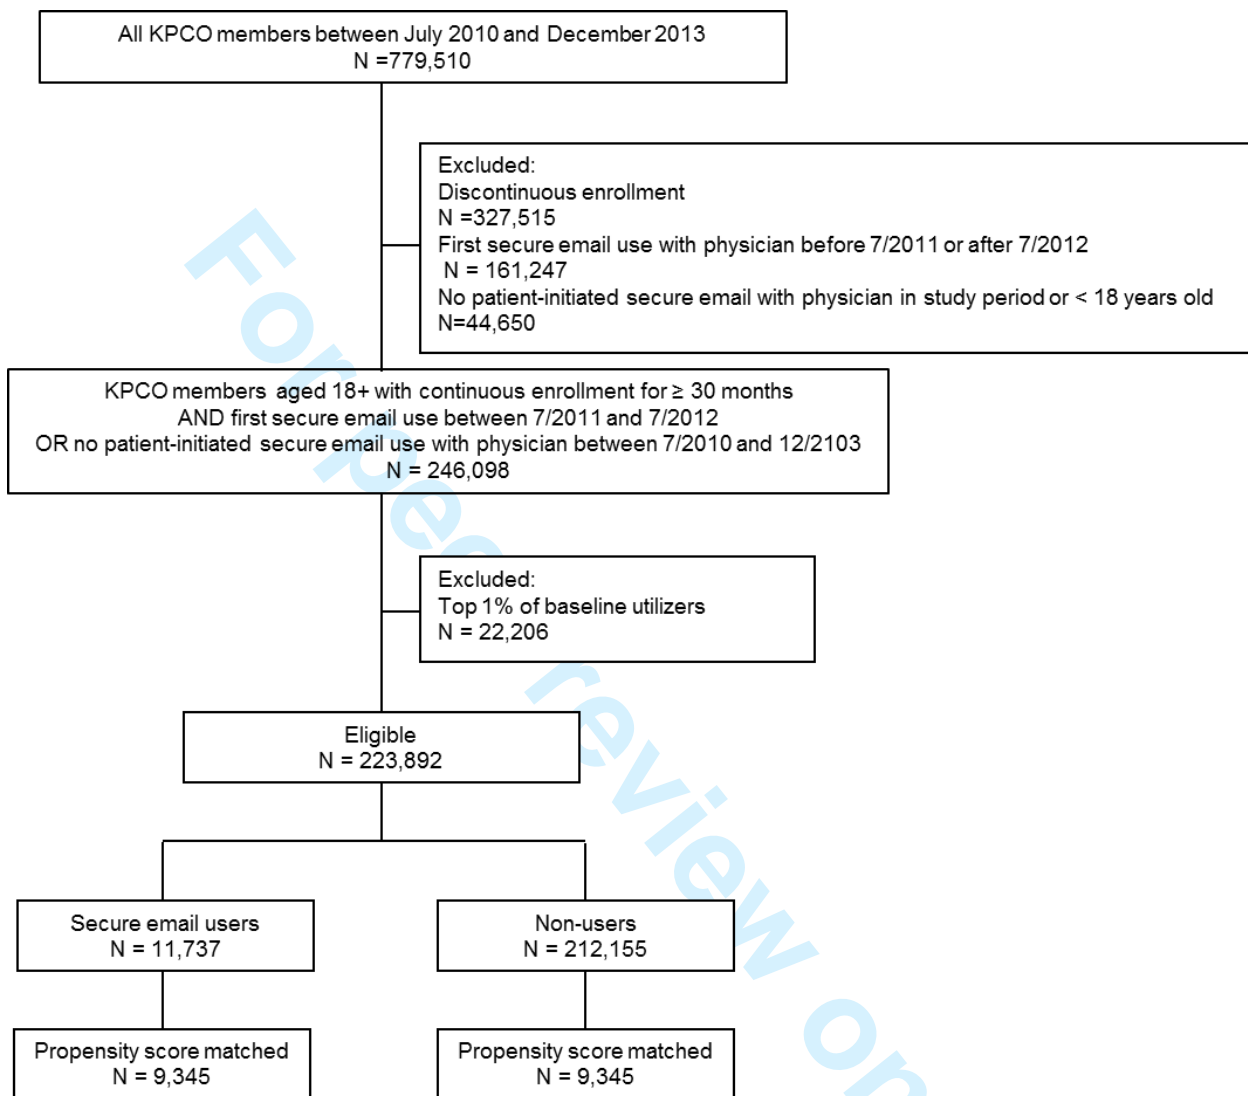 All KPCO members between July 2010 and December 2013
N =779,510
Excluded:
Discontinuous enrollment
N =327,515
First secure email use with physician before 7/2011 or after 7/2012
N = 161,247
No patient-initiated secure email with physician in study period or < 18 years old
N=44,650
KPCO members aged 18+ with continuous enrollment for ≥ 30 months
AND first secure email use between 7/2011 and 7/2012
OR no patient-initiated secure email use with physician between 7/2010 and 12/2103
N = 246,098
Excluded:
Top 1% of baseline utilizers
N = 22,206
Eligible
N = 223,892
Secure email users
N = 11,737
Non-users
N = 212,155
Propensity score matched
N = 9,345
Propensity score matched
N = 9,345
For peer review on